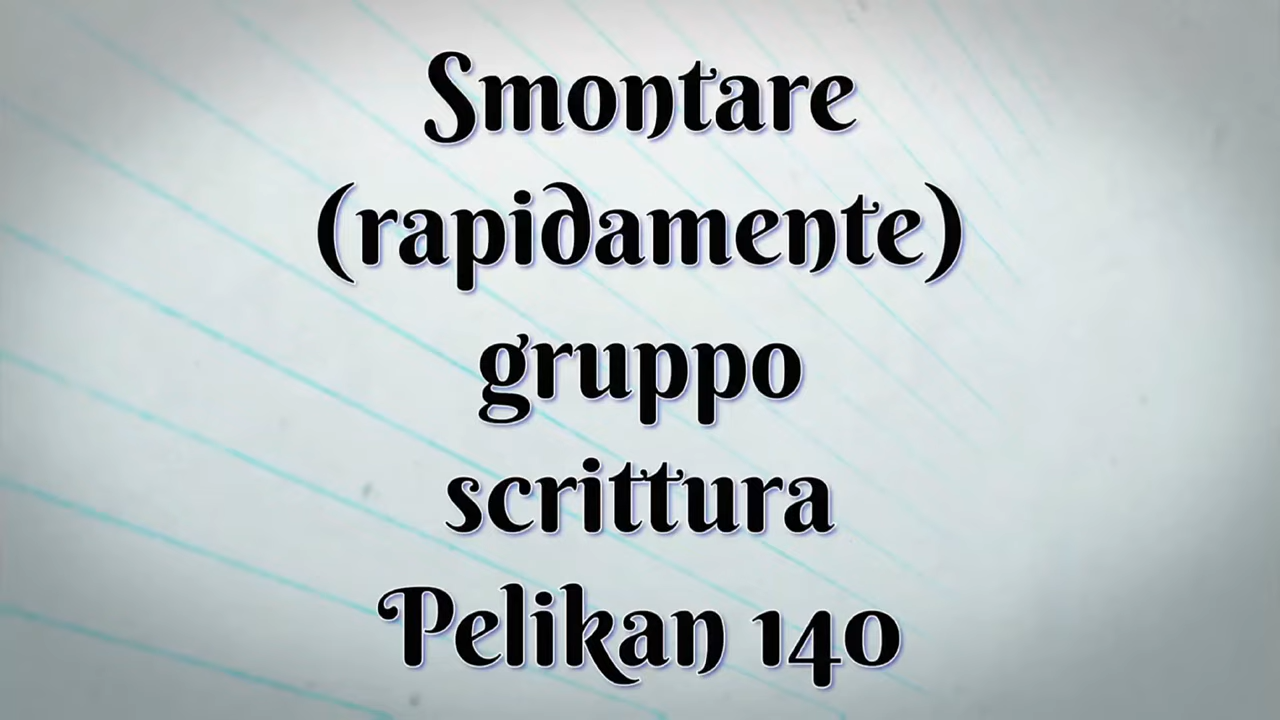 Smontare
(rapidamente)
gruppo
scrittura
Pelikan 140